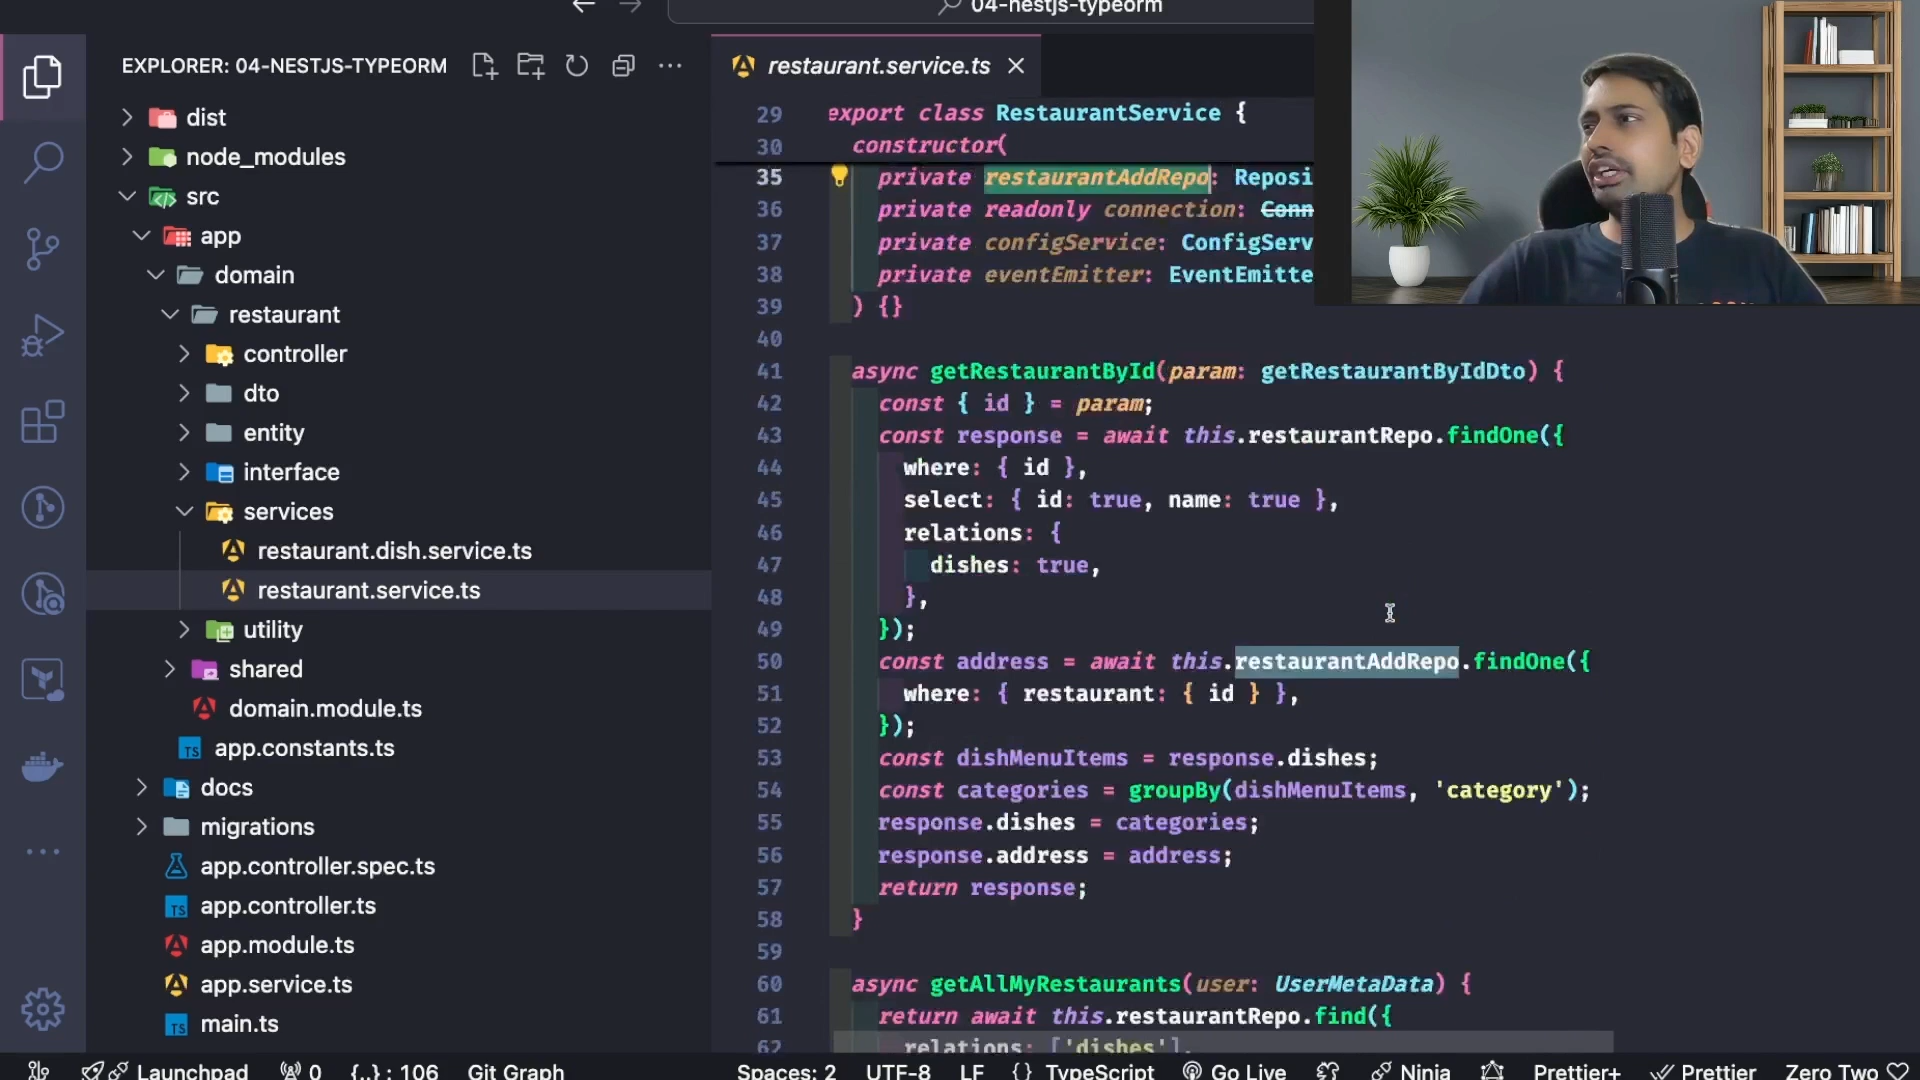 04-nestjs-typeorm
EXPLORER: 04-NESTJS-TYPEORM
dist
node_modules
src
app
domain
restaurant
controller
dto
entity
interface
services
restaurant.dish.service.ts
restaurant.service.ts
utility
shared
domain.module.ts
TS app.constants.ts
docs
migrations
app.controller.spec.ts
TS app.controller.ts
app.module.ts
app.service.ts
TS main.ts
restaurant.service.ts
29 export class RestaurantService {
30 constructor(
35 private restaurantAddRepo: Reposi
36 private readonly connection: Conn
37 private configService: ConfigServ
38 private eventEmitter: EventEmitte
39 ) {}
40
41 async getRestaurantById(param: getRestaurantByIdDto) {
42 const { id } = param;
43 const response = await this.restaurantRepo.findOne({
44 where: { id },
45 select: { id: true, name: true },
46 relations: {
47 dishes: true,
48 },
49 });
50 const address = await this.restaurantAddRepo.findOne({
51 where: { restaurant: { id } },
52 });
53 const dishMenuItems = response.dishes;
54 const categories = groupBy(dishMenuItems, 'category');
55 response.dishes = categories;
56 response.address = address;
57 return response;
58 }
59
60 async getAllMyRestaurants(user: UserMetaData) {
61 return await this.restaurantRepo.find({
62 relations: ['dishes'],
Launchpad 0 {..} : 106 Git Graph Spaces: 2 UTF-8 LF {} TypeScript Go Live Ninja Prettier+ Prettier Zero Two